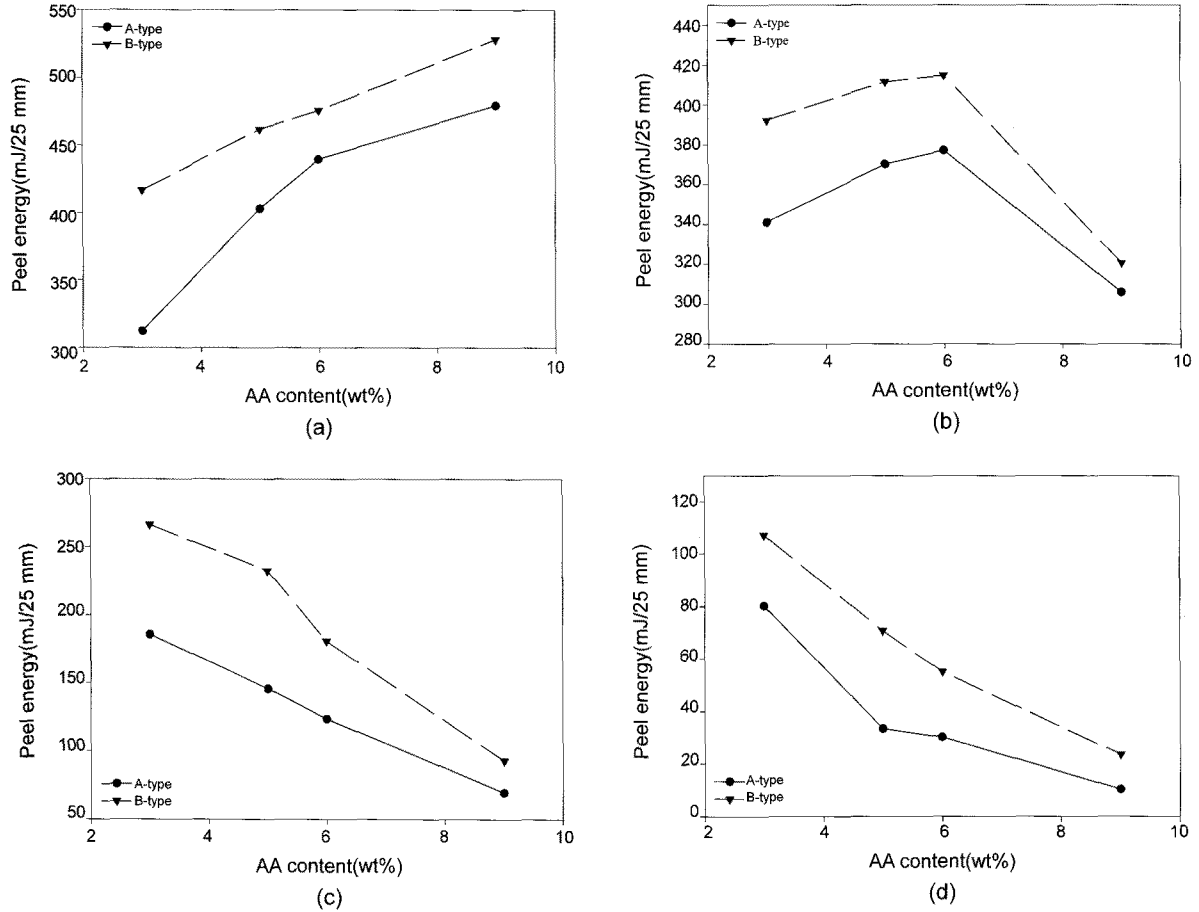 550
500
450
400
350
300
Peel energy(mJ/25 mm)
A-type
B-type
2
4
6
8
10
AA content(wt%)
(a)
440
420
400
380
360
340
320
300
280
Peel energy(mJ/25 mm)
A-type
B-type
2
4
6
8
10
AA content(wt%)
(b)
300
250
200
150
100
50
Peel energy(mJ/25 mm)
A-type
B-type
2
4
6
8
10
AA content(wt%)
(c)
120
100
80
60
40
20
0
Peel energy(mJ/25 mm)
A-type
B-type
2
4
6
8
10
AA content(wt%)
(d)